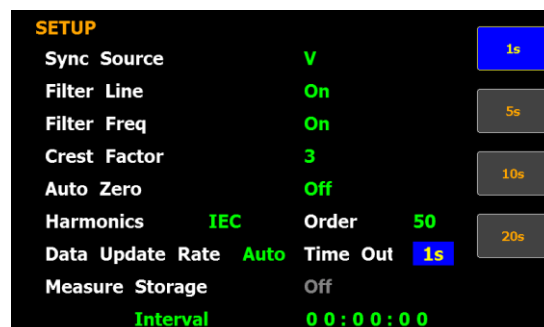 SETUP
Sync Source V
Filter Line On
Filter Freq On
Crest Factor 3
Auto Zero Off
Harmonics IEC Order 50
Data Update Rate Auto Time Out 1s
Measure Storage Off
Interval 00:00:00
1s
5s
10s
20s